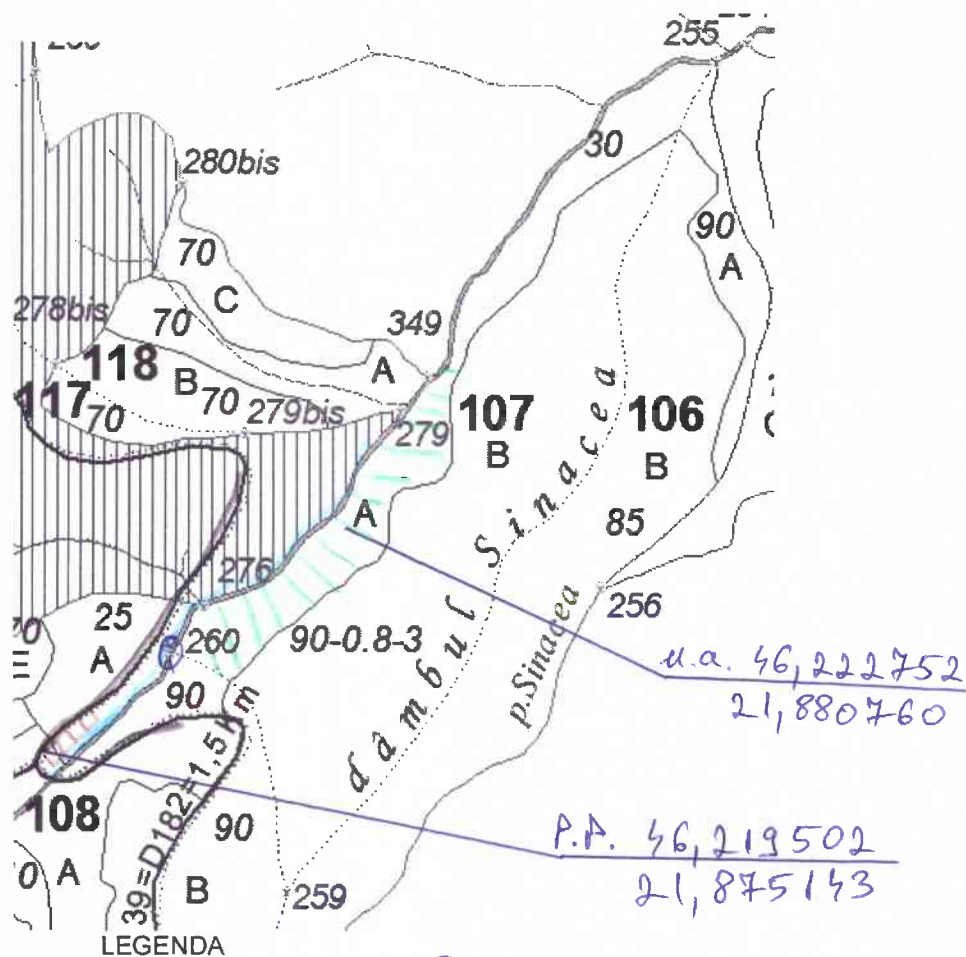 255
30
280bis
70
C
90
A
278bis
70
349
118
B
70
A
117
70
279bis
279
107
B
106
B
A
dâmbul Sinacea
85
276
25
A
260
90-0.8-3
p.Sinacea
256
u.a. 46,222752
21,880760
90
39=D182=1,5 km
108
A
90
B
P.P. 46,219502
21,875143
259
LEGENDA